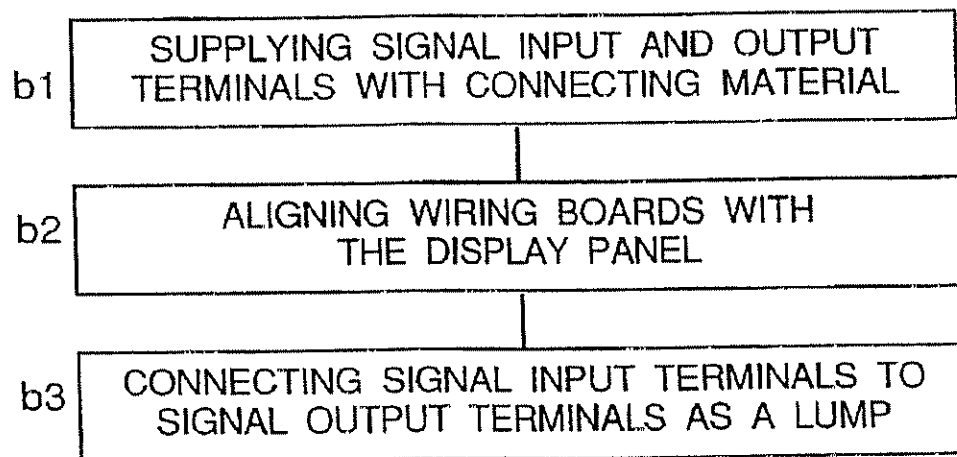 b1
SUPPLYING SIGNAL INPUT AND OUTPUT
TERMINALS WITH CONNECTING MATERIAL
b2
ALIGNING WIRING BOARDS WITH
THE DISPLAY PANEL
b3
CONNECTING SIGNAL INPUT TERMINALS TO
SIGNAL OUTPUT TERMINALS AS A LUMP